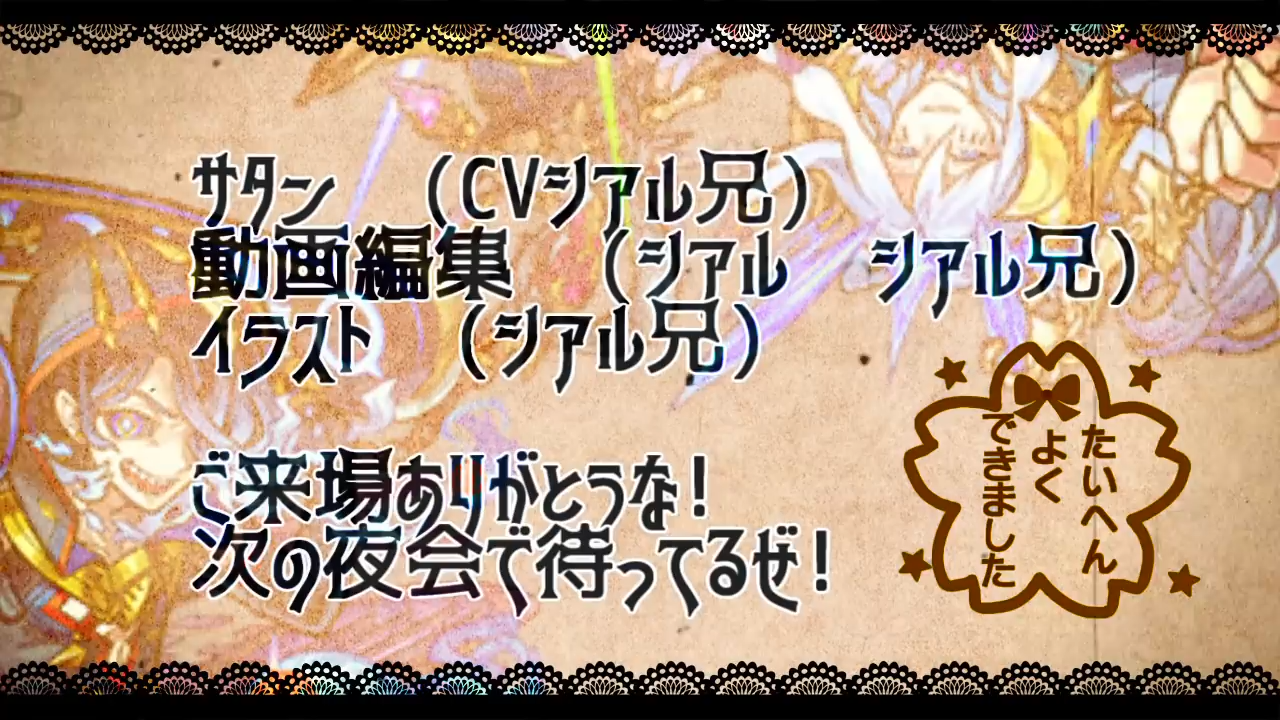 サタン　（CVシアル兄）
動画編集　（シアル　シアル兄）
イラスト　（シアル兄）
ご来場ありがとうな！
次の夜会で待ってるぜ！
たいへん
よく
できました